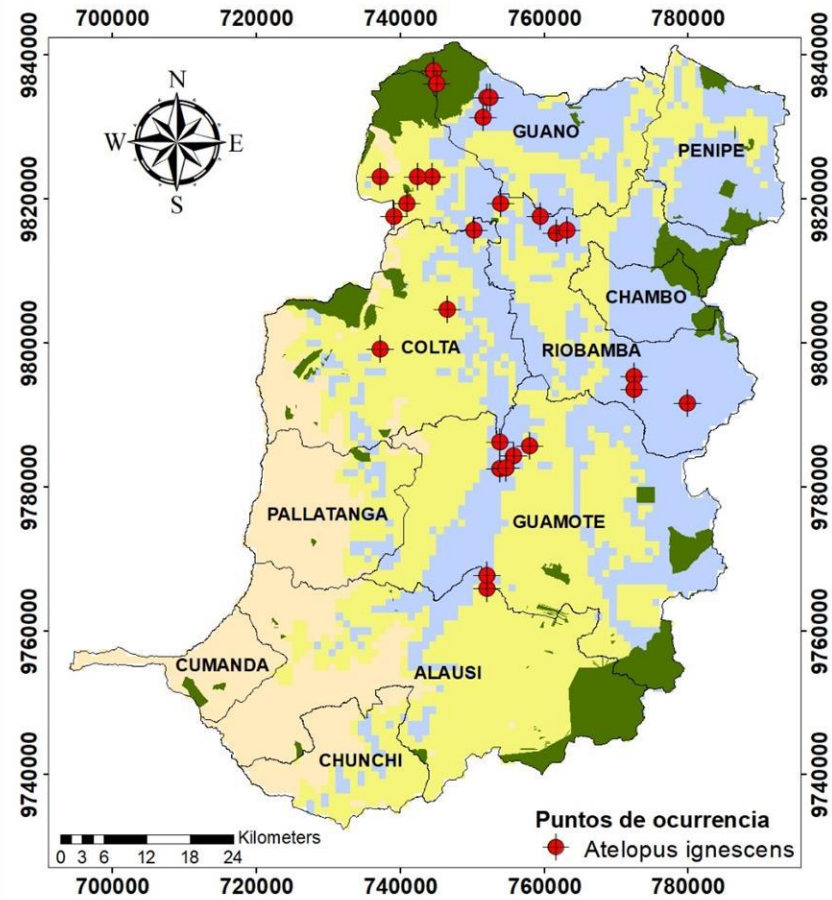 700000 720000 740000 760000 780000
9840000 9840000
N
W E
S
GUANO
PENIPE
9820000 9820000
CHAMBO
9800000 9800000
COLTA RIOBAMBA
9780000 9780000
PALLATANGA
GUAMOTE
9760000 9760000
CUMANDA
ALAUSI
CHUNCHI
9740000 9740000
Puntos de ocurrencia
Kilometers
Atelopus ignescens
0 3 6 12 18 24
700000 720000 740000 760000 780000